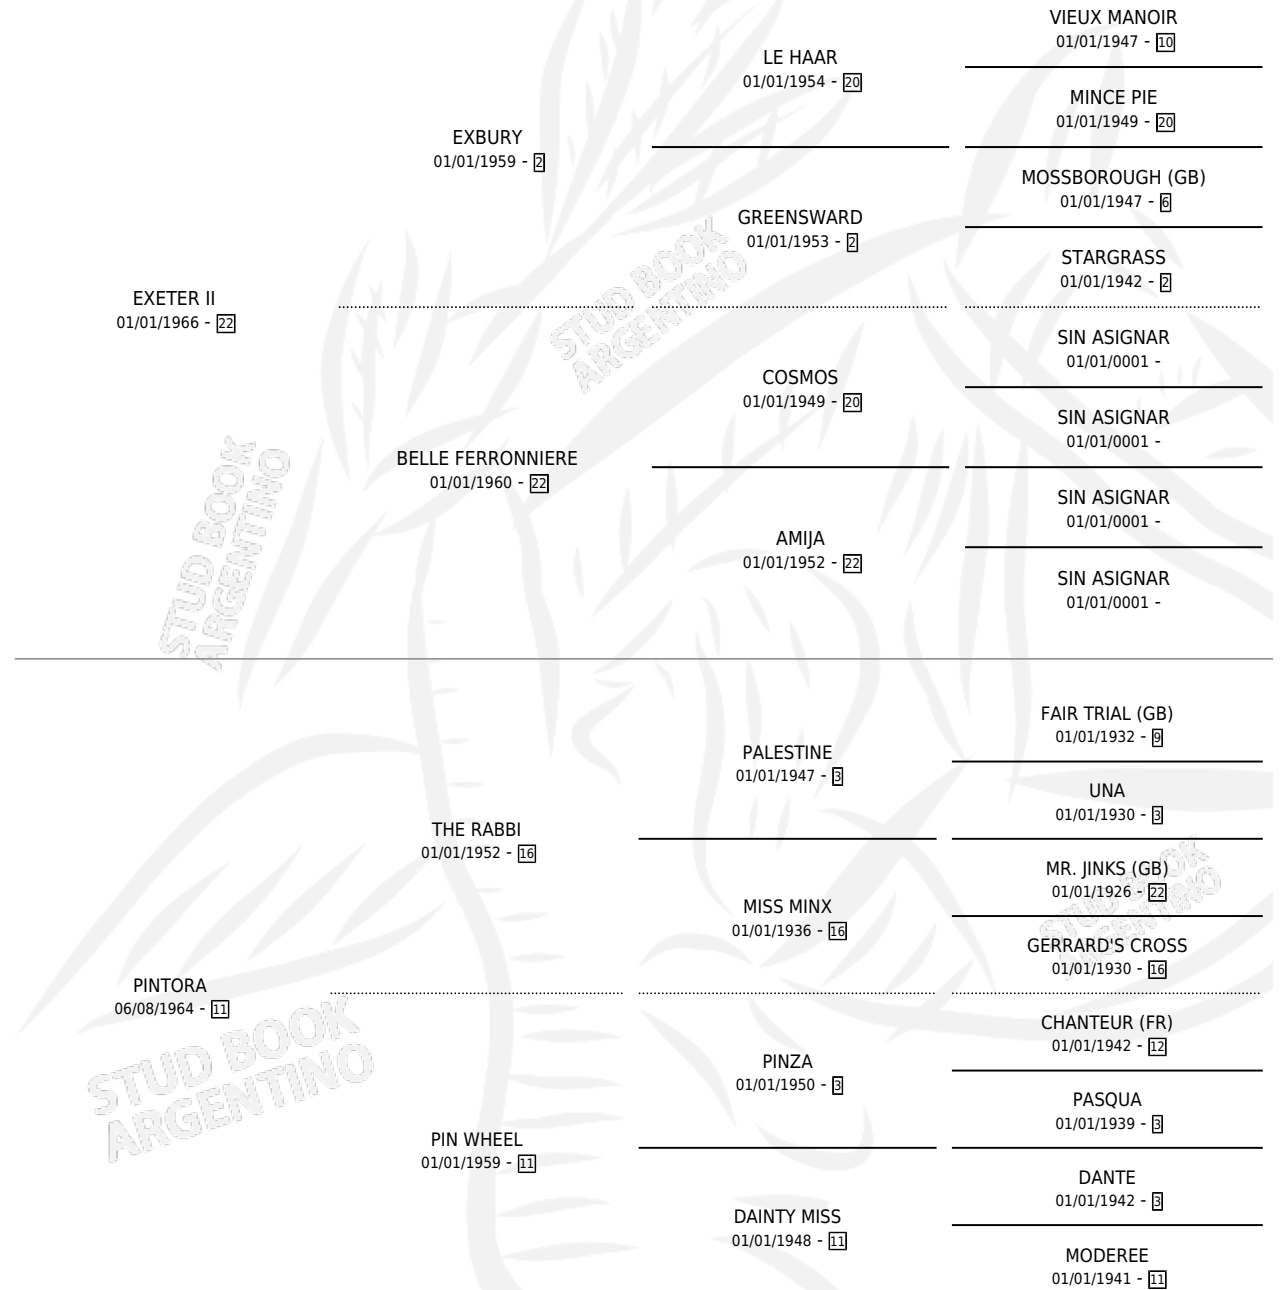 VIEUX MANOIR
01/01/1947 - 10
LE HAAR
01/01/1954 - 20
MINCE PIE
01/01/1949 - 20
EXBURY
01/01/1959 - 2
MOSSBOROUGH (GB)
01/01/1947 - 6
GREENSWARD
01/01/1953 - 2
STARGRASS
01/01/1942 - 2
EXETER II
01/01/1966 - 22
STUD BOOK
ARGENTINO
SIN ASIGNAR
01/01/0001 -
COSMOS
01/01/1949 - 20
SIN ASIGNAR
01/01/0001 -
BELLE FERRONNIERE
01/01/1960 - 22
SIN ASIGNAR
01/01/0001 -
AMIJA
01/01/1952 - 22
SIN ASIGNAR
01/01/0001 -
STUD BOOK
ARGENTINO
FAIR TRIAL (GB)
01/01/1932 - 9
PALESTINE
01/01/1947 - 3
UNA
01/01/1930 - 3
THE RABBI
01/01/1952 - 16
MR. JINKS (GB)
01/01/1926 - 22
STUD BOOK
ARGENTINO
MISS MINX
01/01/1936 - 16
GERRARD'S CROSS
01/01/1930 - 16
PINTORA
06/08/1964 - 11
STUD BOOK
ARGENTINO
CHANTEUR (FR)
01/01/1942 - 12
PINZA
01/01/1950 - 3
PASQUA
01/01/1939 - 3
PIN WHEEL
01/01/1959 - 11
DANTE
01/01/1942 - 3
DAINTY MISS
01/01/1948 - 11
MODEREE
01/01/1941 - 11